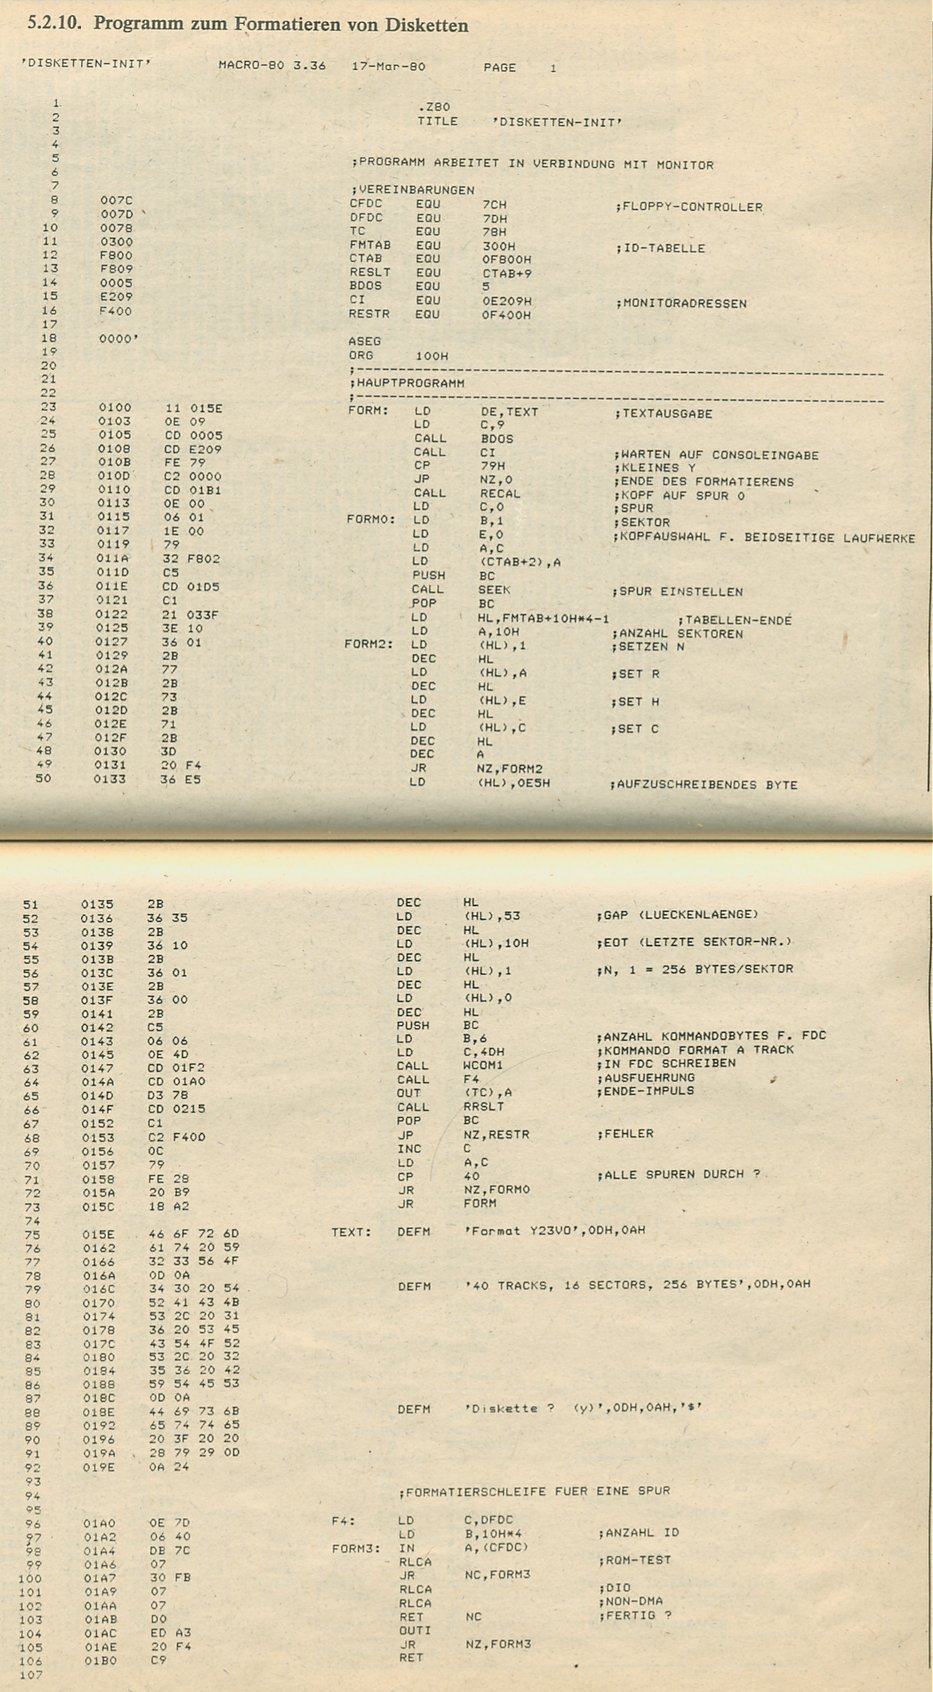 5.2.10. Programm zum Formatieren von Disketten
'DISKETTEN-INIT' MACRO-80 3.36 17-Mar-80 PAGE 1
1 .Z80
2 TITLE 'DISKETTEN-INIT'
3
4
5 ;PROGRAMM ARBEITET IN VERBINDUNG MIT MONITOR
6
7 ;VEREINBARUNGEN
8 007C CFDC EQU 7CH ;FLOPPY-CONTROLLER
9 007D DFDC EQU 7DH
10 0078 TC EQU 78H
11 0300 FMTAB EQU 300H ;ID-TABELLE
12 F800 CTAB EQU 0F800H
13 F809 RESLT EQU CTAB+9
14 0005 BDOS EQU 5
15 E209 CI EQU 0E209H ;MONITORADRESSEN
16 F400 RESTR EQU 0F400H
17
18 0000' ASEG
19 ORG 100H
20 ;----------------------------------------------------------------
21 ;HAUPTPROGRAMM
22 ;----------------------------------------------------------------
23 0100 11 015E FORM: LD DE,TEXT ;TEXTAUSGABE
24 0103 0E 09 LD C,9
25 0105 CD 0005 CALL BDOS
26 0108 CD E209 CALL CI ;WARTEN AUF CONSOLEINGABE
27 010B FE 79 CP 79H ;KLEINES Y
28 010D C2 0000 JP NZ,0 ;ENDE DES FORMATIERENS
29 0110 CD 01B1 CALL RECAL ;KOPF AUF SPUR 0
30 0113 0E 00 LD C,0 ;SPUR
31 0115 06 01 FORM0: LD B,1 ;SEKTOR
32 0117 1E 00 LD E,0 ;KOPFAUSWAHL F. BEIDSEITIGE LAUFWERKE
33 0119 79 LD A,C
34 011A 32 F802 LD (CTAB+2),A
35 011D C5 PUSH BC
36 011E CD 01D5 CALL SEEK ;SPUR EINSTELLEN
37 0121 C1 POP BC
38 0122 21 033F LD HL,FMTAB+10H*4-1 ;TABELLEN-ENDE
39 0125 3E 10 LD A,10H ;ANZAHL SEKTOREN
40 0127 36 01 FORM2: LD (HL),1 ;SETZEN N
41 0129 2B DEC HL
42 012A 77 LD (HL),A ;SET R
43 012B 2B DEC HL
44 012C 73 LD (HL),E ;SET H
45 012D 2B DEC HL
46 012E 71 LD (HL),C ;SET C
47 012F 2B DEC HL
48 0130 3D DEC A
49 0131 20 F4 JR NZ,FORM2
50 0133 36 E5 LD (HL),0E5H ;AUFZUSCHREIBENDES BYTE
51 0135 2B DEC HL
52 0136 36 35 LD (HL),53 ;GAP (LUECKENLAENGE)
53 0138 2B DEC HL
54 0139 36 10 LD (HL),10H ;EOT (LETZTE SEKTOR-NR.)
55 013B 2B DEC HL
56 013C 36 01 LD (HL),1 ;N, 1 = 256 BYTES/SEKTOR
57 013E 2B DEC HL
58 013F 36 00 LD (HL),0
59 0141 2B DEC HL
60 0142 C5 PUSH BC
61 0143 06 06 LD B,6 ;ANZAHL KOMMANDOBYTES F. FDC
62 0145 0E 4D LD C,4DH ;KOMMANDO FORMAT A TRACK
63 0147 CD 01F2 CALL WCOM1 ;IN FDC SCHREIBEN
64 014A CD 01A0 CALL F4 ;AUSFUEHRUNG
65 014D D3 78 OUT (TC),A ;ENDE-IMPULS
66 014F CD 0215 CALL RRSLT
67 0152 C1 POP BC
68 0153 C2 F400 JP NZ,RESTR ;FEHLER
69 0156 0C INC C
70 0157 79 LD A,C
71 0158 FE 28 CP 40 ;ALLE SPUREN DURCH ?
72 015A 20 B9 JR NZ,FORM0
73 015C 18 A2 JR FORM
74
75 015E 46 6F 72 6D TEXT: DEFM 'Format Y23V0',0DH,0AH
76 0162 61 74 20 59
77 0166 32 33 56 4F
78 016A 0D 0A
79 016C 34 30 20 54 DEFM '40 TRACKS, 16 SECTORS, 256 BYTES',0DH,0AH
80 0170 52 41 43 4B
81 0174 53 2C 20 31
82 0178 36 20 53 45
83 017C 43 54 4F 52
84 0180 53 2C 20 32
85 0184 35 36 20 42
86 0188 59 54 45 53
87 018C 0D 0A
88 018E 44 69 73 6B DEFM 'Diskette ? (y)',0DH,0AH,'$'
89 0192 65 74 74 65
90 0196 20 3F 20 20
91 019A 28 79 29 0D
92 019E 0A 24
93
94 ;FORMATIERSCHLEIFE FUER EINE SPUR
95
96 01A0 0E 7D F4: LD C,DFDC
97 01A2 06 40 LD B,10H*4 ;ANZAHL ID
98 01A4 DB 7C FORM3: IN A,(CFDC)
99 01A6 07 RLCA ;RQM-TEST
100 01A7 30 FB JR NC,FORM3
101 01A9 07 RLCA ;DIO
102 01AA 07 RLCA ;NON-DMA
103 01AB D0 RET NC ;FERTIG ?
104 01AC ED A3 OUTI
105 01AE 20 F4 JR NZ,FORM3
106 01B0 C9 RET
107